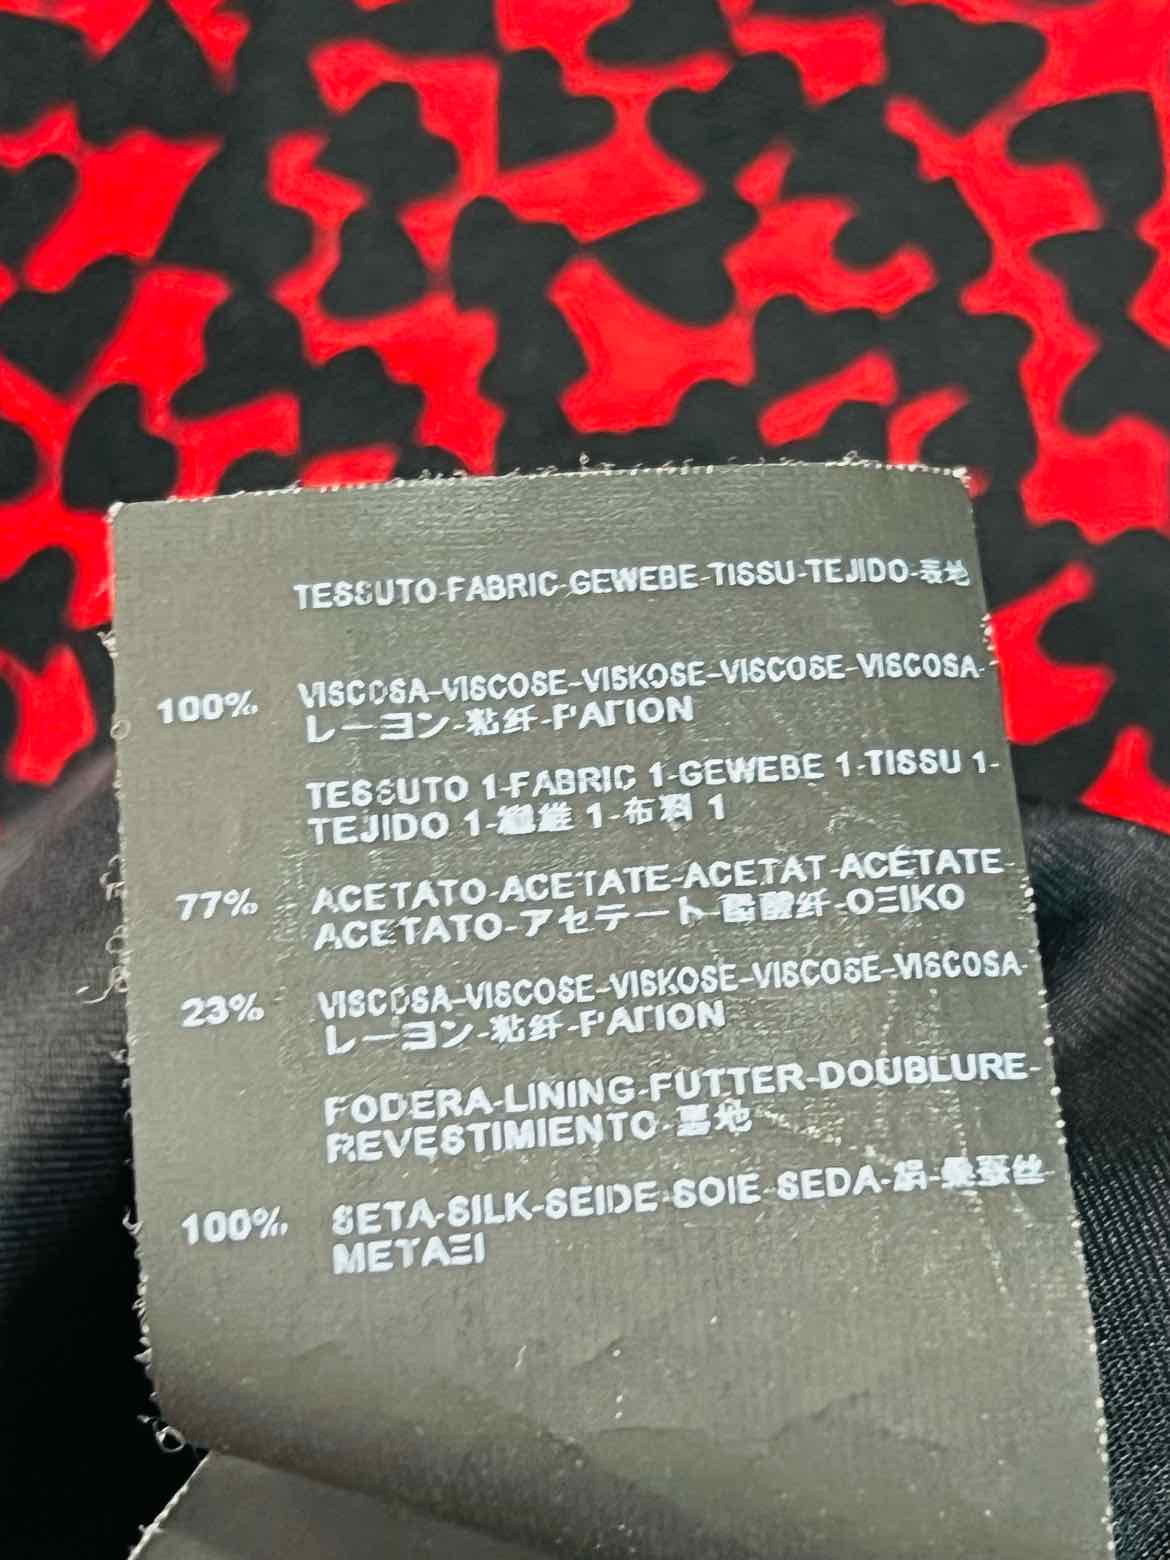 TESSUTO-FABRIC-GEWEBE-TISSU-TEJIDO-表地
100% VISCOSA-VISCOSE-VISKOSE-VISCOSE-VISCOSA-
レーヨン-粘纤-ΡΑΓΙΟΝ
TESSUTO 1-FABRIC 1-GEWEBE 1-TISSU 1-
TEJIDO 1-組維 1-布料 1
77% ACETATO-ACETATE-ACETAT-ACÉTATE-
ACETATO-アセテート-醋酸纤-ΟΞΙΚΟ
23% VISCOSA-VISCOSE-VISKOSE-VISCOSE-VISCOSA-
レーヨン-粘纤-ΡΑΓΙΟΝ
FODERA-LINING-FUTTER-DOUBLURE-
REVESTIMIENTO-裏地
100% SETA-SILK-SEIDE-SOIE-SEDA-絹-桑蚕丝
ΜΕΤΑΞΙ